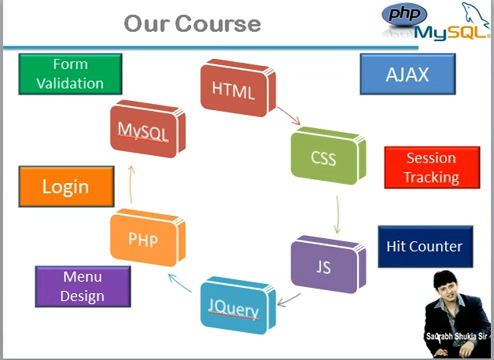 Our Course
php
MySQL
Form
Validation
HTML
AJAX
MySQL
CSS
Session
Tracking
Login
PHP
JS
Hit Counter
Menu
Design
JQuery
Saurabh Shukla Sir